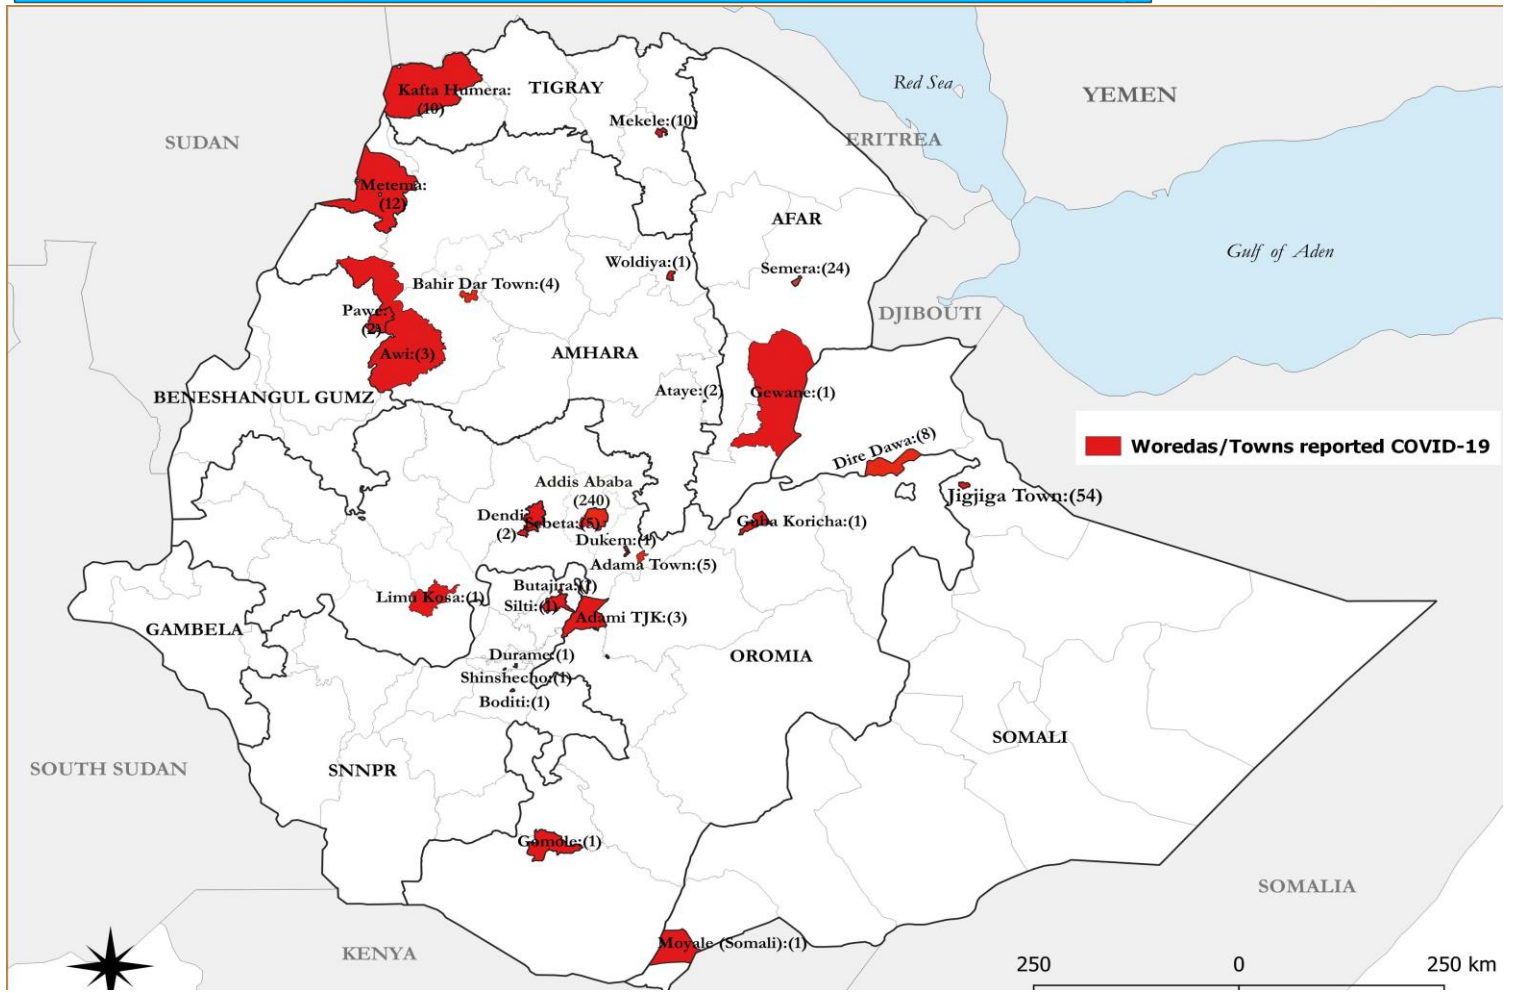 Red Sea
YEMEN
Kafta Humera:
(10)
TIGRAY
Mekele:(10)
SUDAN
ERITREA
Metema:
(12)
AFAR
Gulf of Aden
Woldiya:(1)
Semera:(24)
Bahir Dar Town:(4)
Pawe:
(2)
DJIBOUTI
Awi:(3)
AMHARA
BENESHANGUL GUMZ
Ataye:(2)
Gewane:(1)
Woredas/Towns reported COVID-19
Dire Dawa:(8)
Addis Ababa
(240)
Jigjiga Town:(54)
Dendi:
(2)
Sebeta:(5)
Guba Koricha:(1)
Dukem:(1)
Adama Town:(5)
Butajira:(1)
Limu Kosa:(1)
Silti:(1)
Adami TJK:(3)
GAMBELA
Durame:(1)
OROMIA
Shinshecho:(1)
Boditi:(1)
SOMALI
SOUTH SUDAN
SNNPR
Gomole:(1)
SOMALIA
Moyale (Somali):(1)
KENYA
250 0 250 km